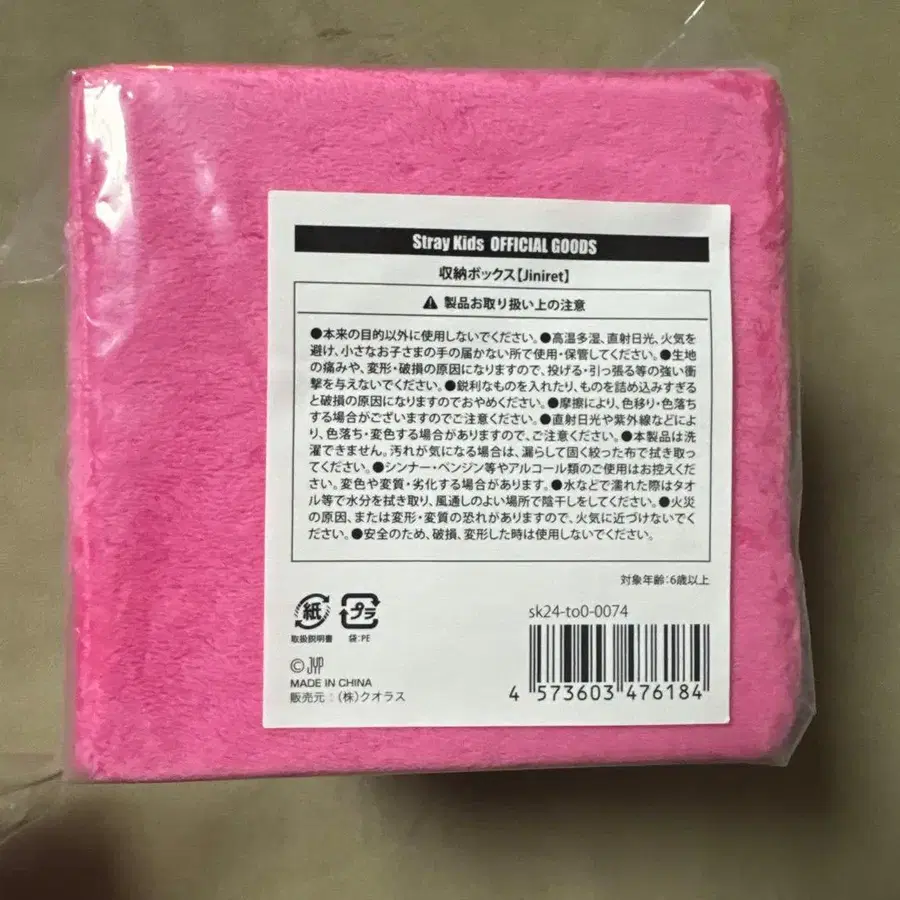 Stray Kids OFFICIAL GOODS
収納ボックス【Jiniret】
製品お取り扱い上の注意
●本来の目的以外に使用しないでください。●高温多湿、直射日光、火気を
避け、小さなお子さまの手の届かない所で使用・保管してください。●生地
の痛みや、変形・破損の原因になりますので、投げる・引っ張る等の強い衝
撃を与えないでください。●鋭利なものを入れたり、ものを詰め込みすぎる
と破損の原因になりますのでおやめください。●摩擦により、色移り・色落ち
する場合がございますのでご注意ください。●直射日光や紫外線などによ
り、色落ち・変色する場合がありますので、ご注意ください。●本製品は洗
濯できません。汚れが気になる場合は、濡らして固く絞った布で拭き取っ
てください。●シンナー・ベンジン等やアルコール類のご使用はお控えくだ
さい。変色や変質・劣化する場合があります。●水などで濡れた際はタオ
ル等で水分を拭き取り、風通しのよい場所で陰干しをしてください。●火災
の原因、または変形・変質の恐れがありますので、火気に近づけないでく
ださい。●安全のため、破損、変形した時は使用しないでください。
対象年齢:6歳以上
紙
プラ
取扱説明書
袋:PE
sk24-to0-0074
©JYP
MADE IN CHINA
販売元：(株)クオラス
4 573603 476184